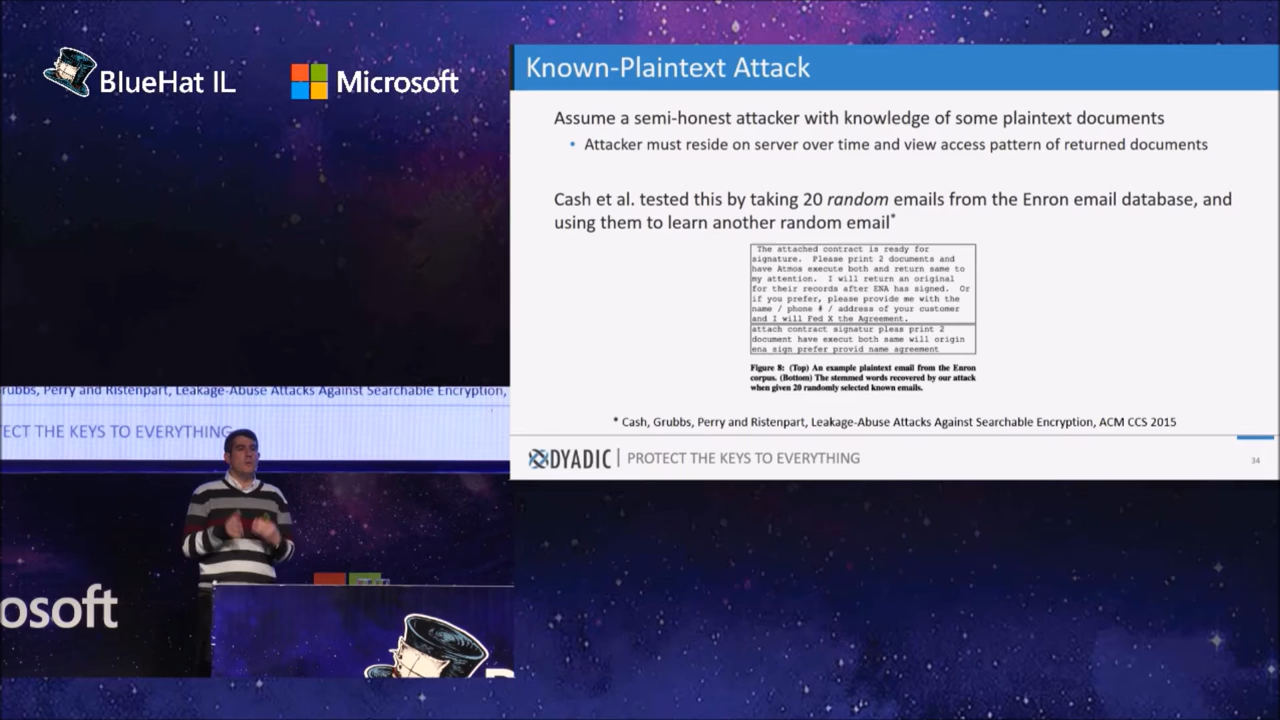 BlueHat IL
Microsoft
Known-Plaintext Attack
Assume a semi-honest attacker with knowledge of some plaintext documents
• Attacker must reside on server over time and view access pattern of returned documents
Cash et al. tested this by taking 20 random emails from the Enron email database, and
using them to learn another random email*
The attached contract is ready for
signature. Please print 2 documents and
have Atmos execute both and return same to
my attention. I will return an original
for their records after ENA has signed. Or
if you prefer, please provide me with the
name / phone # / address of your customer
and I will Fed X the Agreement.
attach contract signatur pleas print 2
document have execut both same will origin
ena sign prefer provid name agreement
Figure 8: (Top) An example plaintext email from the Enron
corpus. (Bottom) The stemmed words recovered by our attack
when given 20 randomly selected known emails.
* Cash, Grubbs, Perry and Ristenpart, Leakage-Abuse Attacks Against Searchable Encryption, ACM CCS 2015
DYADIC | PROTECT THE KEYS TO EVERYTHING
34
rubbs, Perry and Ristenpart, Leakage-Abuse Attacks Against Searchable Encryption,
ECT THE KEYS TO EVERYTHING
osoft